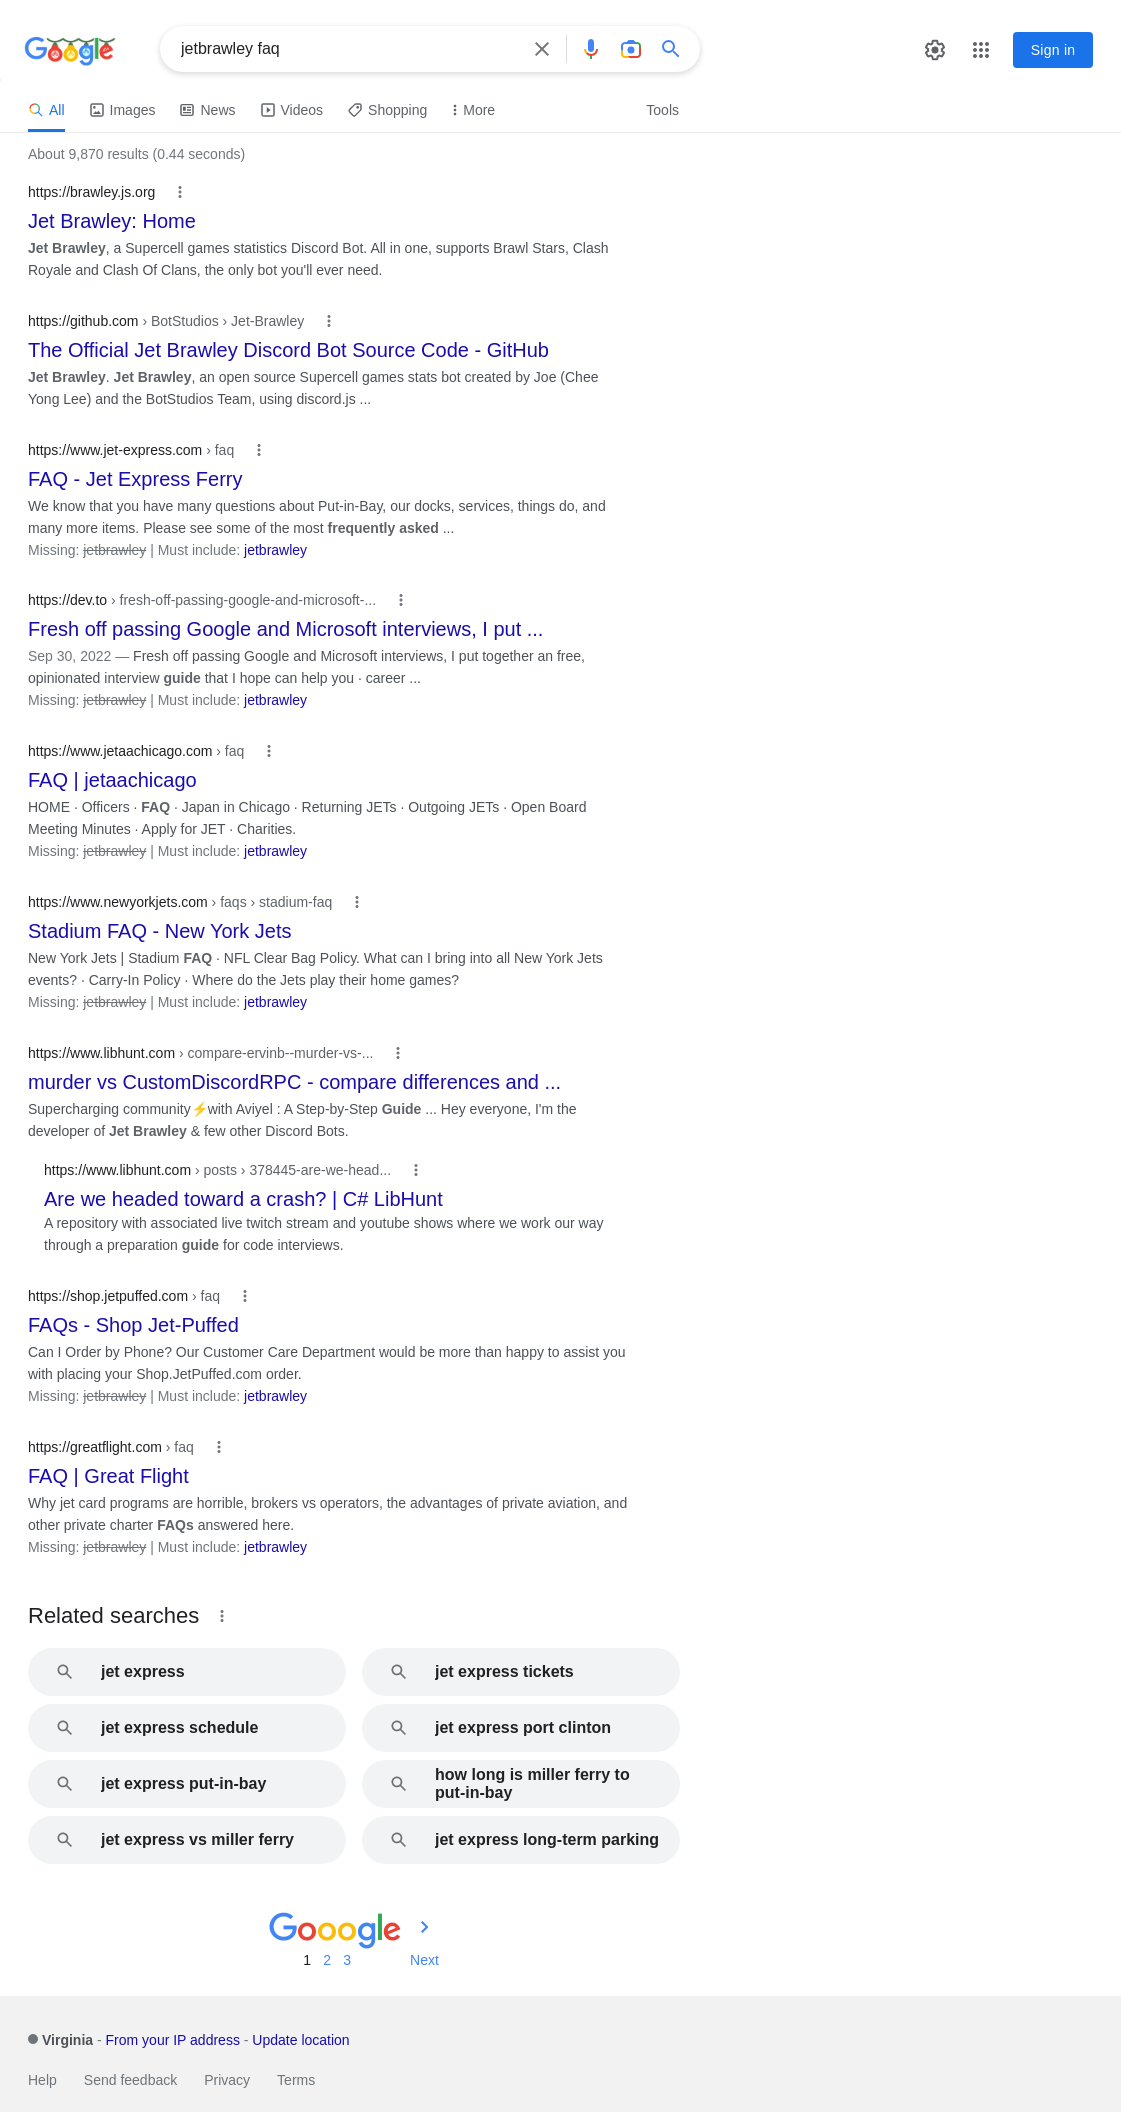 Google
jetbrawley faq
Sign in
All
Images
News
Videos
Shopping
More
Tools
About 9,870 results (0.44 seconds)
https://brawley.js.org
Jet Brawley: Home
Jet Brawley, a Supercell games statistics Discord Bot. All in one, supports Brawl Stars, Clash
Royale and Clash Of Clans, the only bot you'll ever need.
https://github.com › BotStudios › Jet-Brawley
The Official Jet Brawley Discord Bot Source Code - GitHub
Jet Brawley. Jet Brawley, an open source Supercell games stats bot created by Joe (Chee
Yong Lee) and the BotStudios Team, using discord.js ...
https://www.jet-express.com › faq
FAQ - Jet Express Ferry
We know that you have many questions about Put-in-Bay, our docks, services, things do, and
many more items. Please see some of the most frequently asked ...
Missing: jetbrawley | Must include: jetbrawley
https://dev.to › fresh-off-passing-google-and-microsoft-...
Fresh off passing Google and Microsoft interviews, I put ...
Sep 30, 2022 — Fresh off passing Google and Microsoft interviews, I put together an free,
opinionated interview guide that I hope can help you · career ...
Missing: jetbrawley | Must include: jetbrawley
https://www.jetaachicago.com › faq
FAQ | jetaachicago
HOME · Officers · FAQ · Japan in Chicago · Returning JETs · Outgoing JETs · Open Board
Meeting Minutes · Apply for JET · Charities.
Missing: jetbrawley | Must include: jetbrawley
https://www.newyorkjets.com › faqs › stadium-faq
Stadium FAQ - New York Jets
New York Jets | Stadium FAQ · NFL Clear Bag Policy. What can I bring into all New York Jets
events? · Carry-In Policy · Where do the Jets play their home games?
Missing: jetbrawley | Must include: jetbrawley
https://www.libhunt.com › compare-ervinb--murder-vs-...
murder vs CustomDiscordRPC - compare differences and ...
Supercharging community⚡with Aviyel : A Step-by-Step Guide ... Hey everyone, I'm the
developer of Jet Brawley & few other Discord Bots.
https://www.libhunt.com › posts › 378445-are-we-head...
Are we headed toward a crash? | C# LibHunt
A repository with associated live twitch stream and youtube shows where we work our way
through a preparation guide for code interviews.
https://shop.jetpuffed.com › faq
FAQs - Shop Jet-Puffed
Can I Order by Phone? Our Customer Care Department would be more than happy to assist you
with placing your Shop.JetPuffed.com order.
Missing: jetbrawley | Must include: jetbrawley
https://greatflight.com › faq
FAQ | Great Flight
Why jet card programs are horrible, brokers vs operators, the advantages of private aviation, and
other private charter FAQs answered here.
Missing: jetbrawley | Must include: jetbrawley
Related searches
jet express
jet express tickets
jet express schedule
jet express port clinton
jet express put-in-bay
how long is miller ferry to
put-in-bay
jet express vs miller ferry
jet express long-term parking
Gooogle
1 2 3 Next
Virginia - From your IP address - Update location
Help Send feedback Privacy Terms